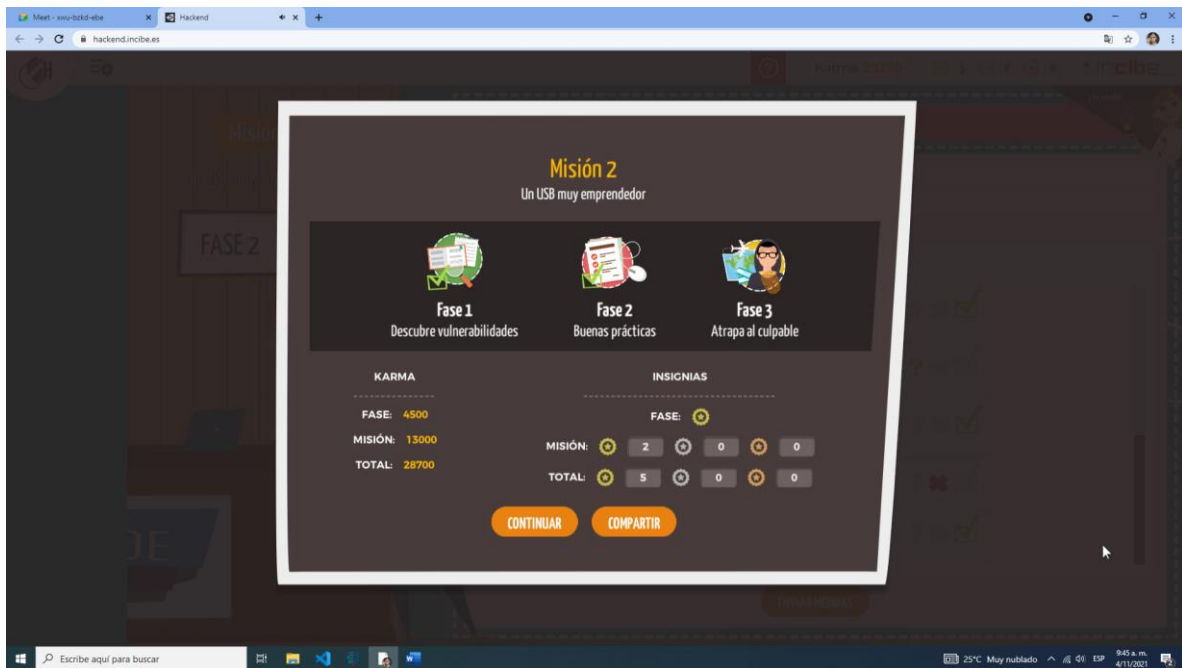 Meet - swu-bzkd-ebe
Hackend
hackend.incibe.es
incibe
FASE 2
Misión 2
Un USB muy emprendedor
Fase 1
Descubre vulnerabilidades
Fase 2
Buenas prácticas
Fase 3
Atrapa al culpable
KARMA
FASE: 4500
MISIÓN: 13000
TOTAL: 28700
INSIGNIAS
FASE:
MISIÓN: 2 0 0
TOTAL: 5 0 0
CONTINUAR
COMPARTIR
Escribe aquí para buscar
25°C Muy nublado
ESP
9:45 a. m.
4/11/2021